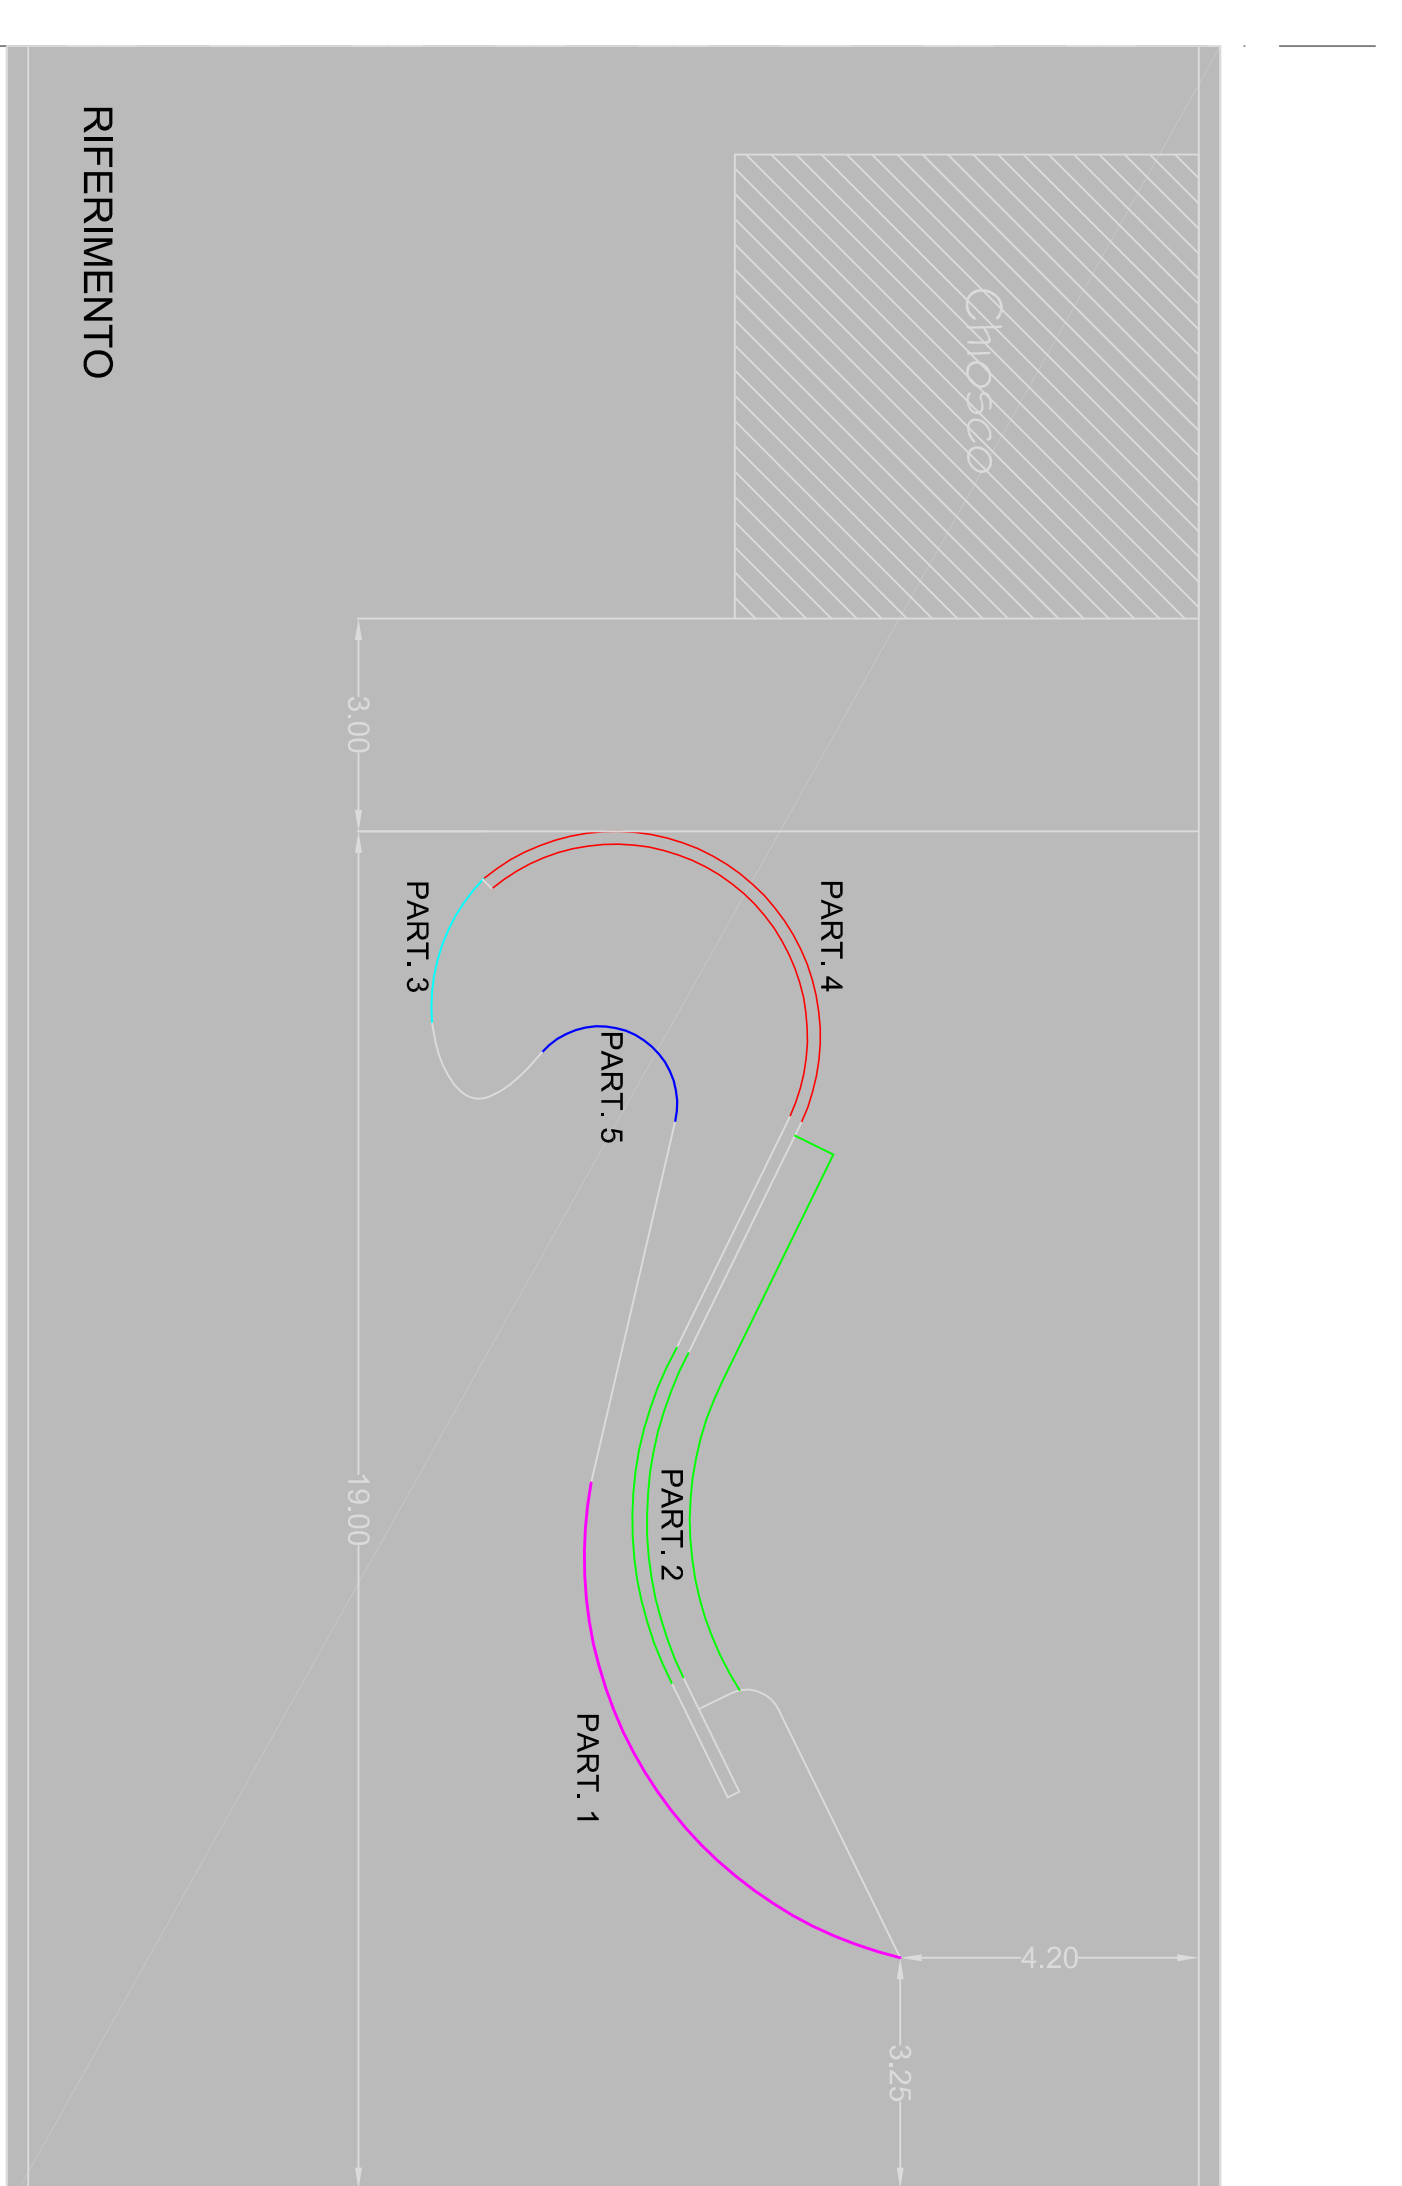 RIFERIMENTO
Chiosco
3.00
PART. 3
PART. 4
PART. 5
19.00
PART. 2
PART. 1
4.20
3.25